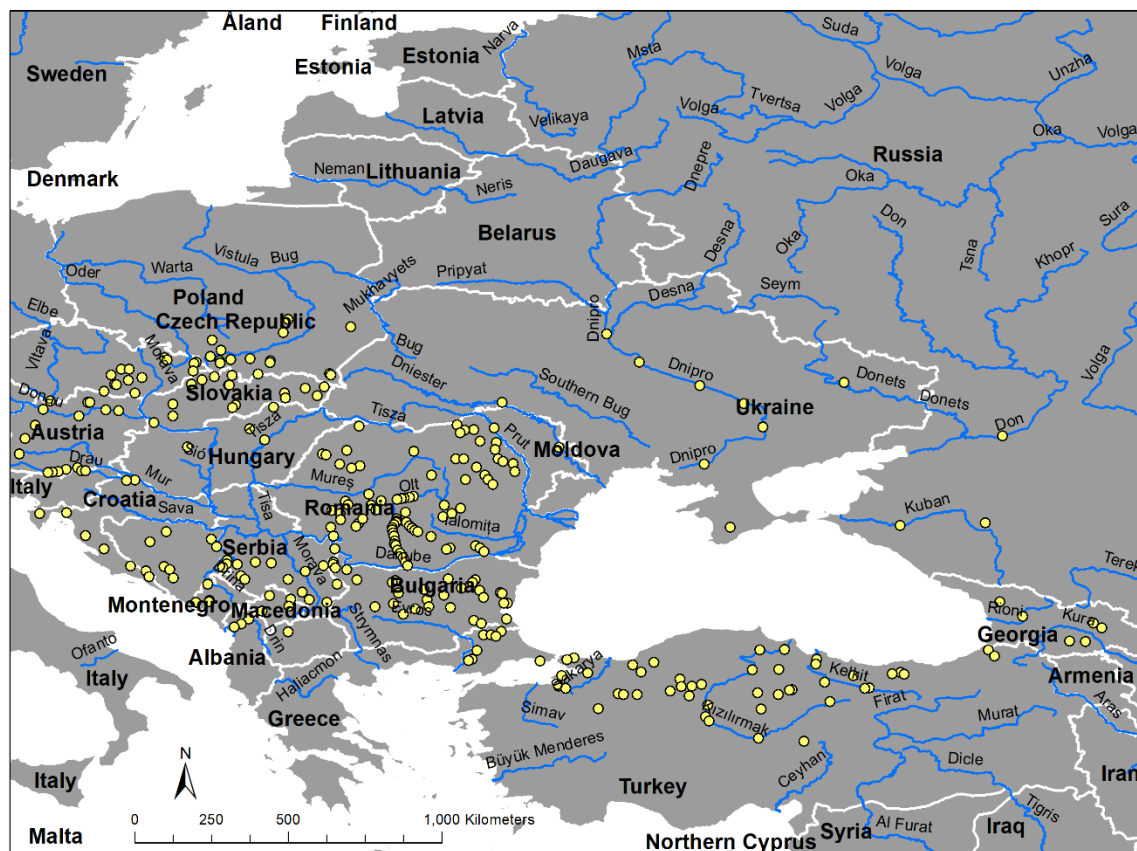 Åland
Finland
Suda
Sweden
Estonia
Estonia
Narva
Msta
Volga
Unzha
Latvia
Velikaya
Volga
Tvertsa
Volga
Oka
Volga
Denmark
Neman
Lithuania
Neris
Daugava
Dnepre
Russia
Oka
Belarus
Desna
Oka
Don
Tsna
Khopr
Sura
Oder
Warta
Vistula
Bug
Mukhavyets
Pripyat
Desna
Seym
Elbe
Poland
Czech Republic
Vltava
Morava
Bug
Dnipro
Volga
Dniester
Dnipro
Donets
Slovakia
Donau
Southern Bug
Donets
Austria
Tisza
Tisza
Ukraine
Don
Sió
Hungary
Prut
Moldova
Drau
Mur
Mureş
Dnipro
Italy
Croatia
Olt
Sava
Tisa
Romania
Ialomița
Kuban
Serbia
Morava
Danube
Duna
Bulgaria
Terek
Montenegro
Macedonia
Evros
Rioni
Kura
Drin
Strymnas
Georgia
Ofanto
Albania
Sakarya
Kelkit
Armenia
Italy
Haliacmon
Firat
Aras
Greece
Simav
Kızılırmak
Murat
N
Büyük Menderes
Dicle
Iran
Italy
Turkey
Ceyhan
Tigris
0 250 500 1,000 Kilometers
Malta
Northern Cyprus
Syria
Al Furat
Iraq